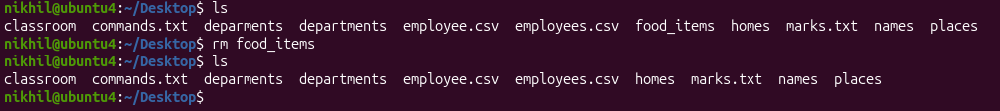 nikhil@ubuntu4:~/Desktop$ ls
classroom  commands.txt  deparments  departments  employee.csv  employees.csv  food_items  homes  marks.txt  names  places
nikhil@ubuntu4:~/Desktop$ rm food_items
nikhil@ubuntu4:~/Desktop$ ls
classroom  commands.txt  deparments  departments  employee.csv  employees.csv  homes  marks.txt  names  places
nikhil@ubuntu4:~/Desktop$